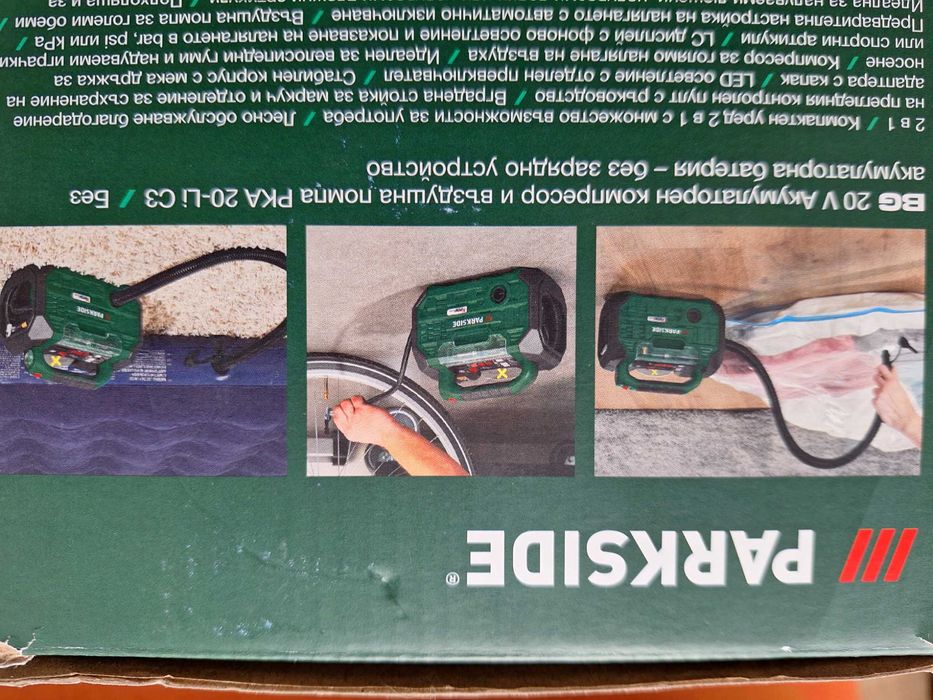 PARKSIDE®
BG 20 V Акумулаторен компресор и въздушна помпа PKA 20-Li C3 / Без
акумулаторна батерия – без зарядно устройство
2 в 1 / Компактен уред 2 в 1 с множество възможности за употреба / Лесно обслужване благодарение
на прегледния контролен пулт с ръководство / Вградена стойка за маркуч и отделение за съхранение на
адаптера с капак / LED осветление с отделен превключвател / Стабилен корпус с мека дръжка за
носене / Компресор за голямо налягане на въздуха / Идеален за велосипедни гуми и надуваеми играчки
или спортни артикули / LC дисплей с фоново осветление и показване на налягането в bar, psi или kPa /
Предварителна настройка на налягането с автоматично изключване / Въздушна помпа за големи обеми
PARKSIDE
PARKSIDE
X
X
X